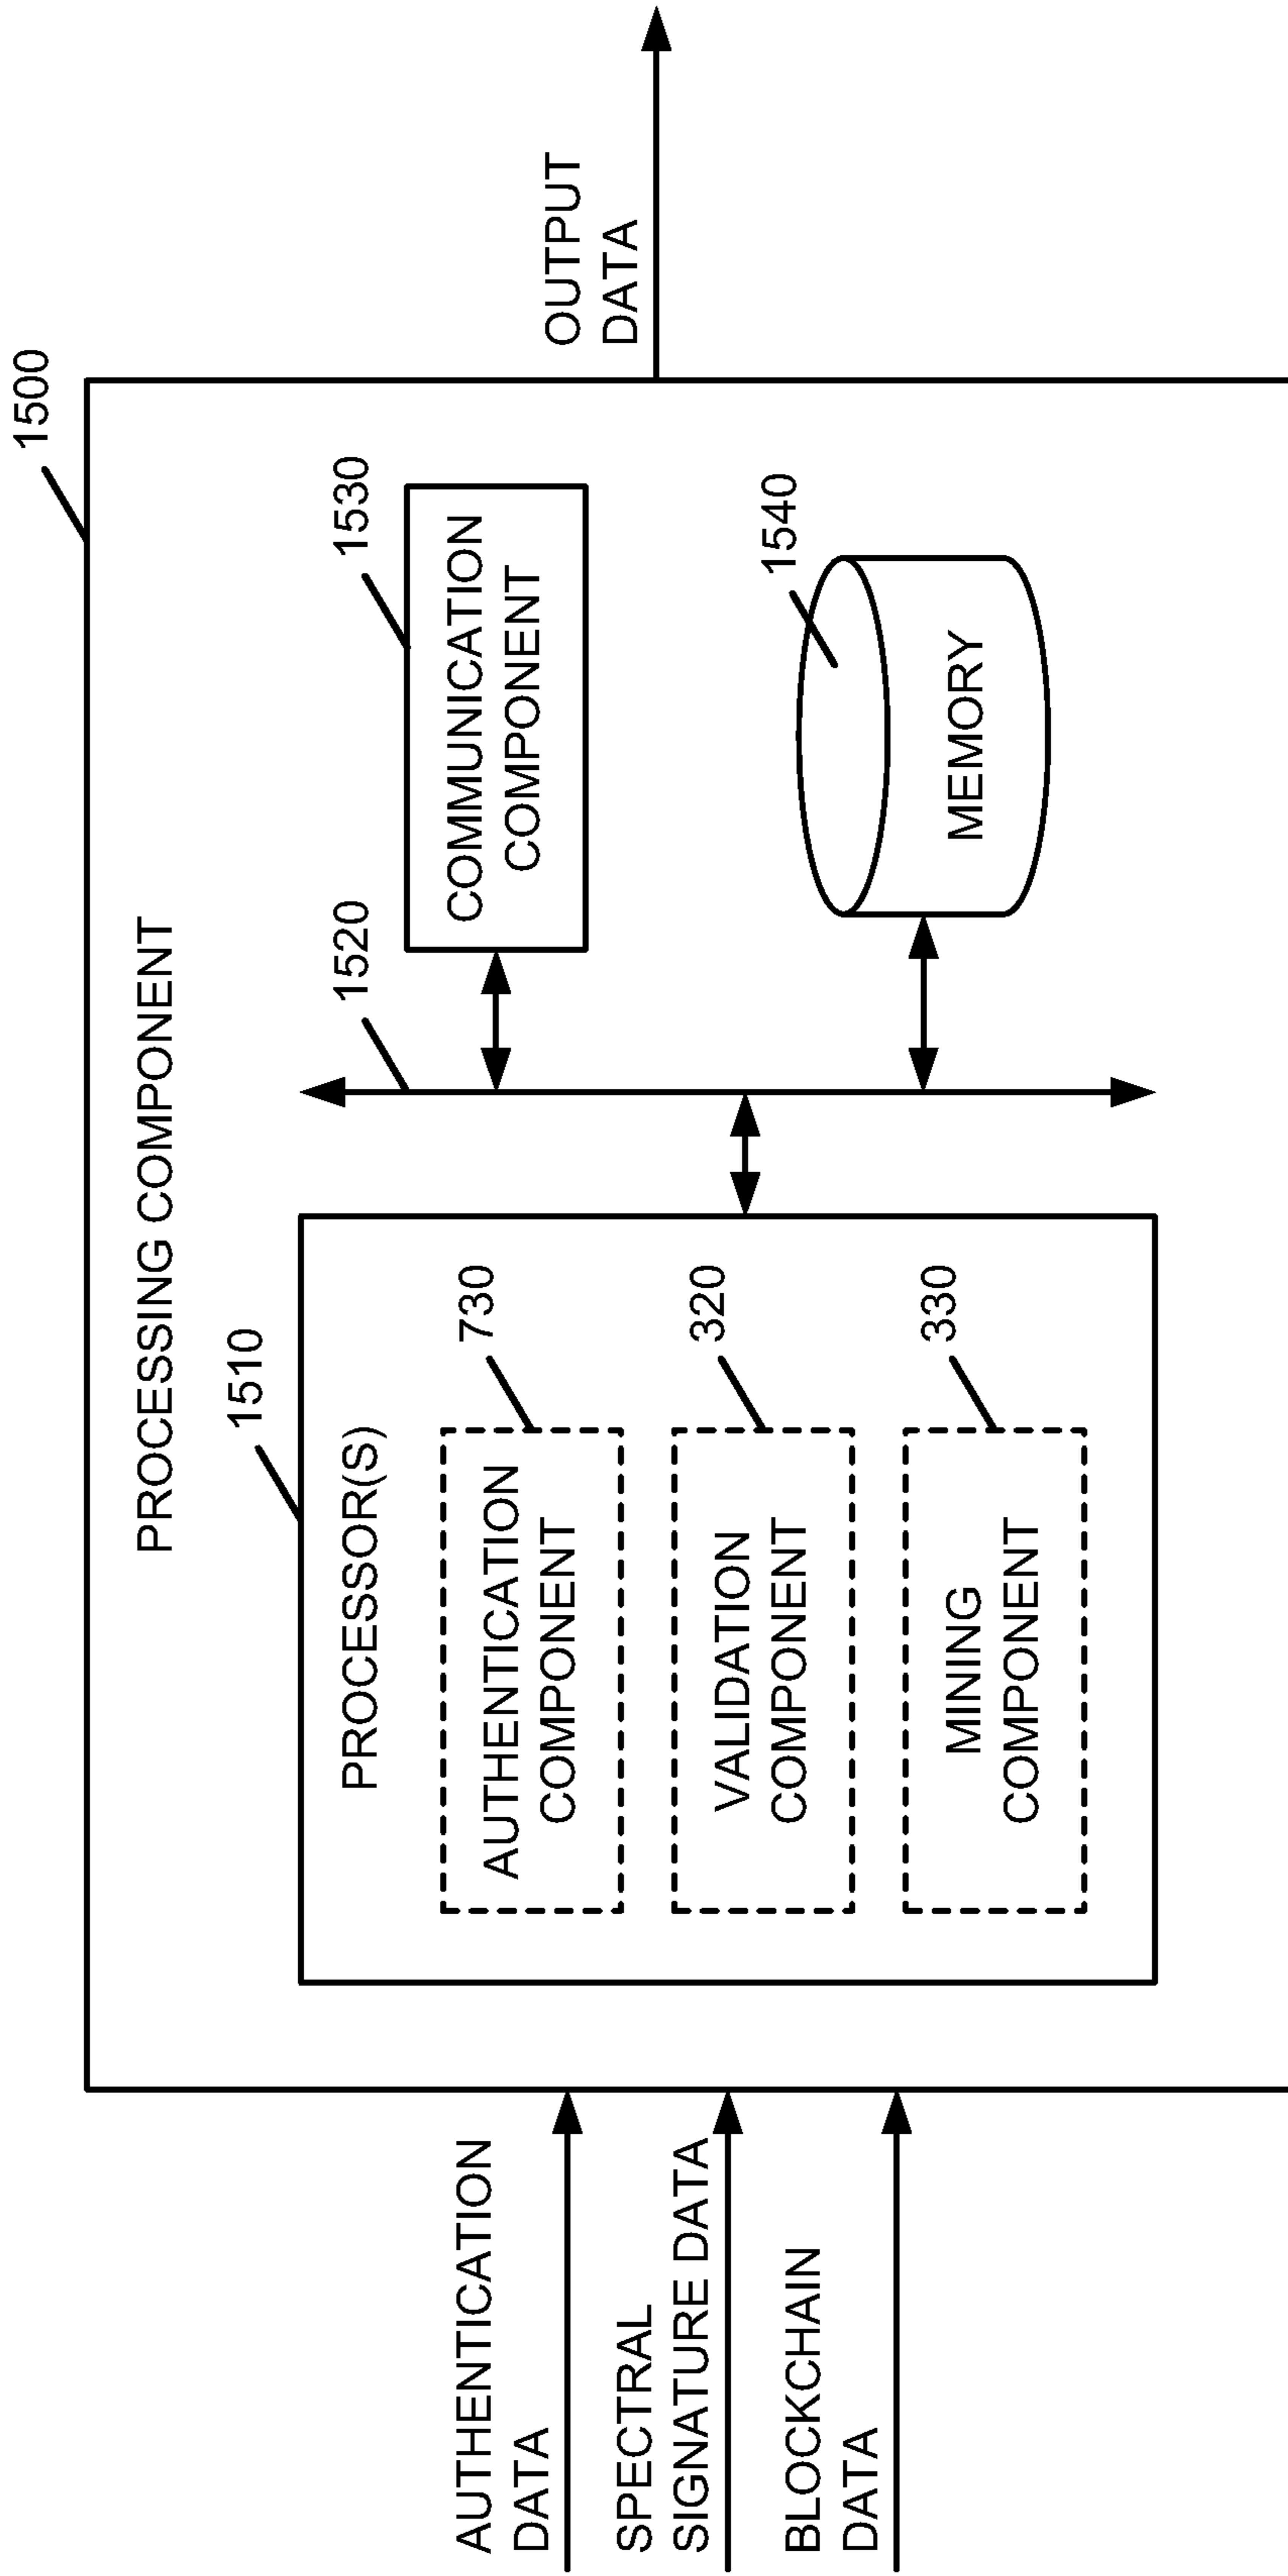 1500
PROCESSING COMPONENT
1510
PROCESSOR(S)
730
AUTHENTICATION
COMPONENT
320
VALIDATION
COMPONENT
330
MINING
COMPONENT
1520
1530
COMMUNICATION
COMPONENT
1540
MEMORY
AUTHENTICATION
DATA
SPECTRAL
SIGNATURE DATA
BLOCKCHAIN
DATA
OUTPUT
DATA